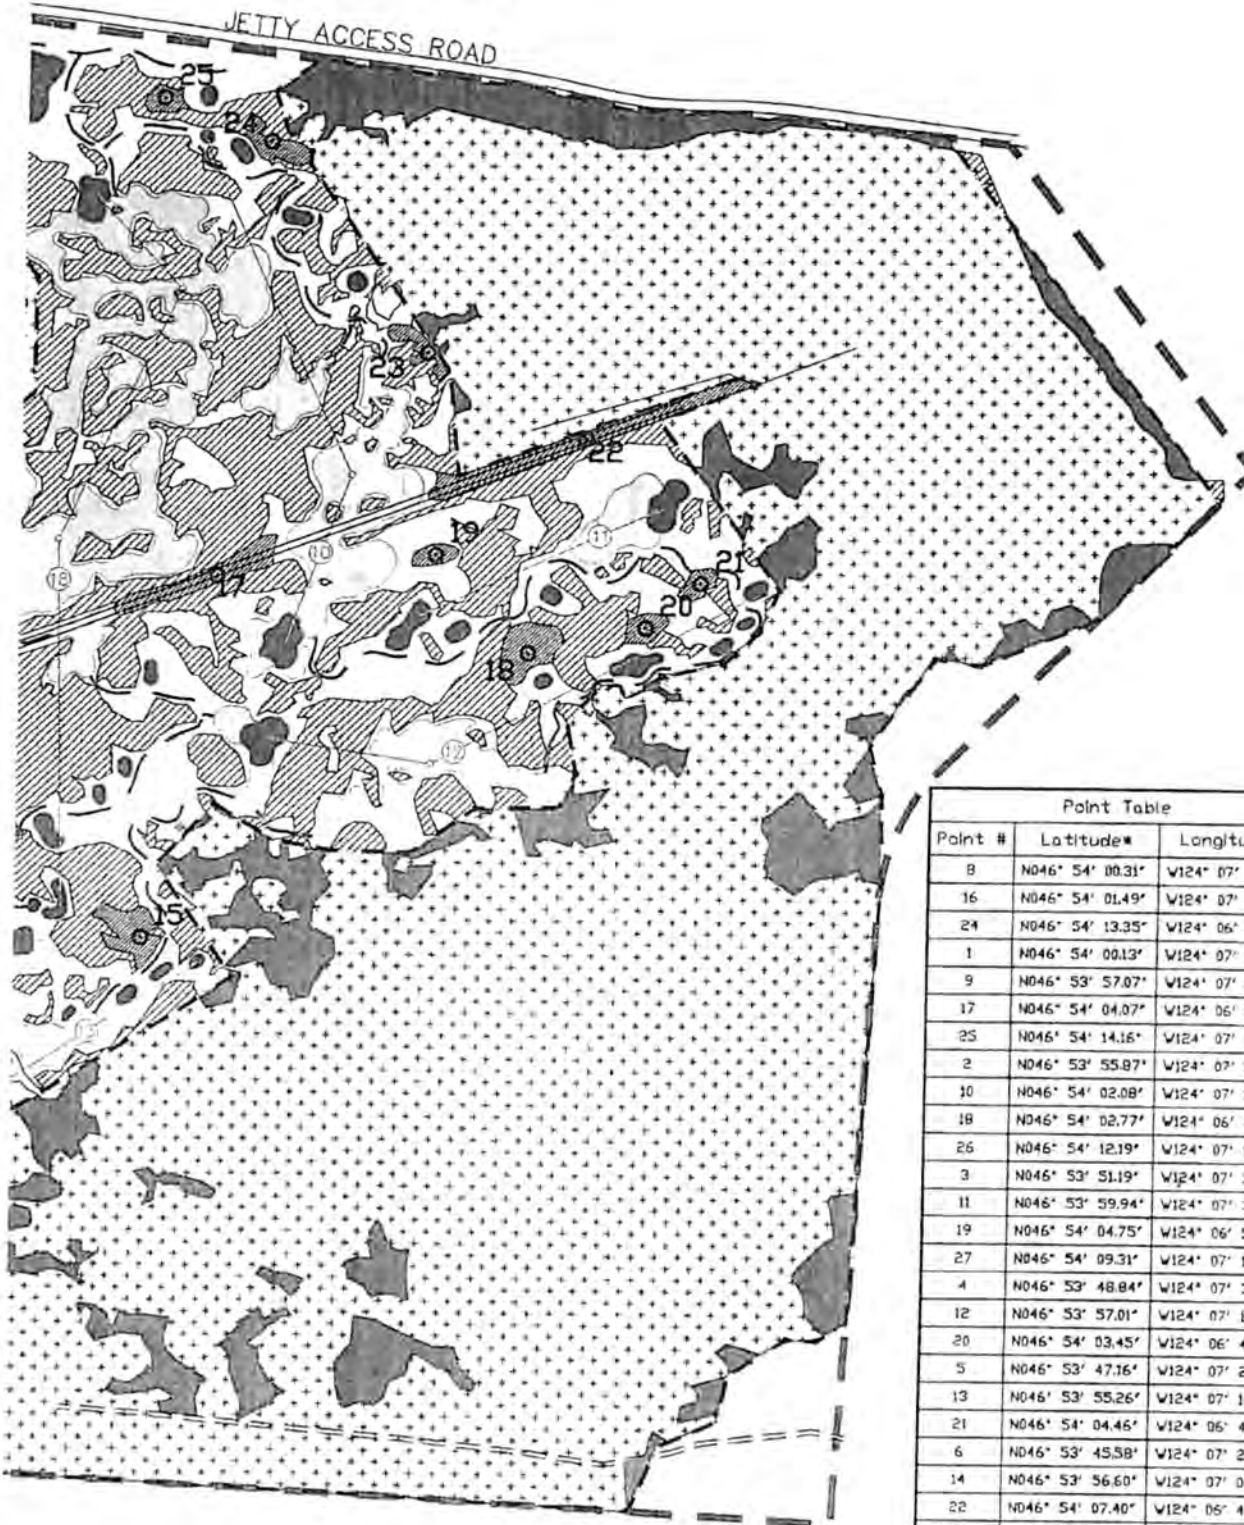 JETTY ACCESS ROAD
25
24
23
22
19
11
10
21
18
17
20
18
12
15
Point Table
Point # Latitude*
8 N046° 54' 00.31" W124° 07'
16 N046° 54' 01.49" W124° 07'
24 N046° 54' 13.35" W124° 06'
1 N046° 54' 00.13" W124° 07'
9 N046° 53' 57.07" W124° 07'
17 N046° 54' 04.07" W124° 06'
25 N046° 54' 14.16" W124° 07'
2 N046° 53' 55.87" W124° 07'
10 N046° 54' 02.08" W124° 07'
18 N046° 54' 02.77" W124° 06'
26 N046° 54' 12.19" W124° 07'
3 N046° 53' 51.19" W124° 07'
11 N046° 53' 59.94" W124° 07'
19 N046° 54' 04.75" W124° 06'
27 N046° 54' 09.31" W124° 07'
4 N046° 53' 48.84" W124° 07'
12 N046° 53' 57.01" W124° 07'
20 N046° 54' 03.45" W124° 06'
5 N046° 53' 47.16" W124° 07'
13 N046° 53' 55.26" W124° 07'
21 N046° 54' 04.46" W124° 06'
6 N046° 53' 45.58" W124° 07'
14 N046° 53' 56.60" W124° 07'
22 N046° 54' 07.40" W124° 06'